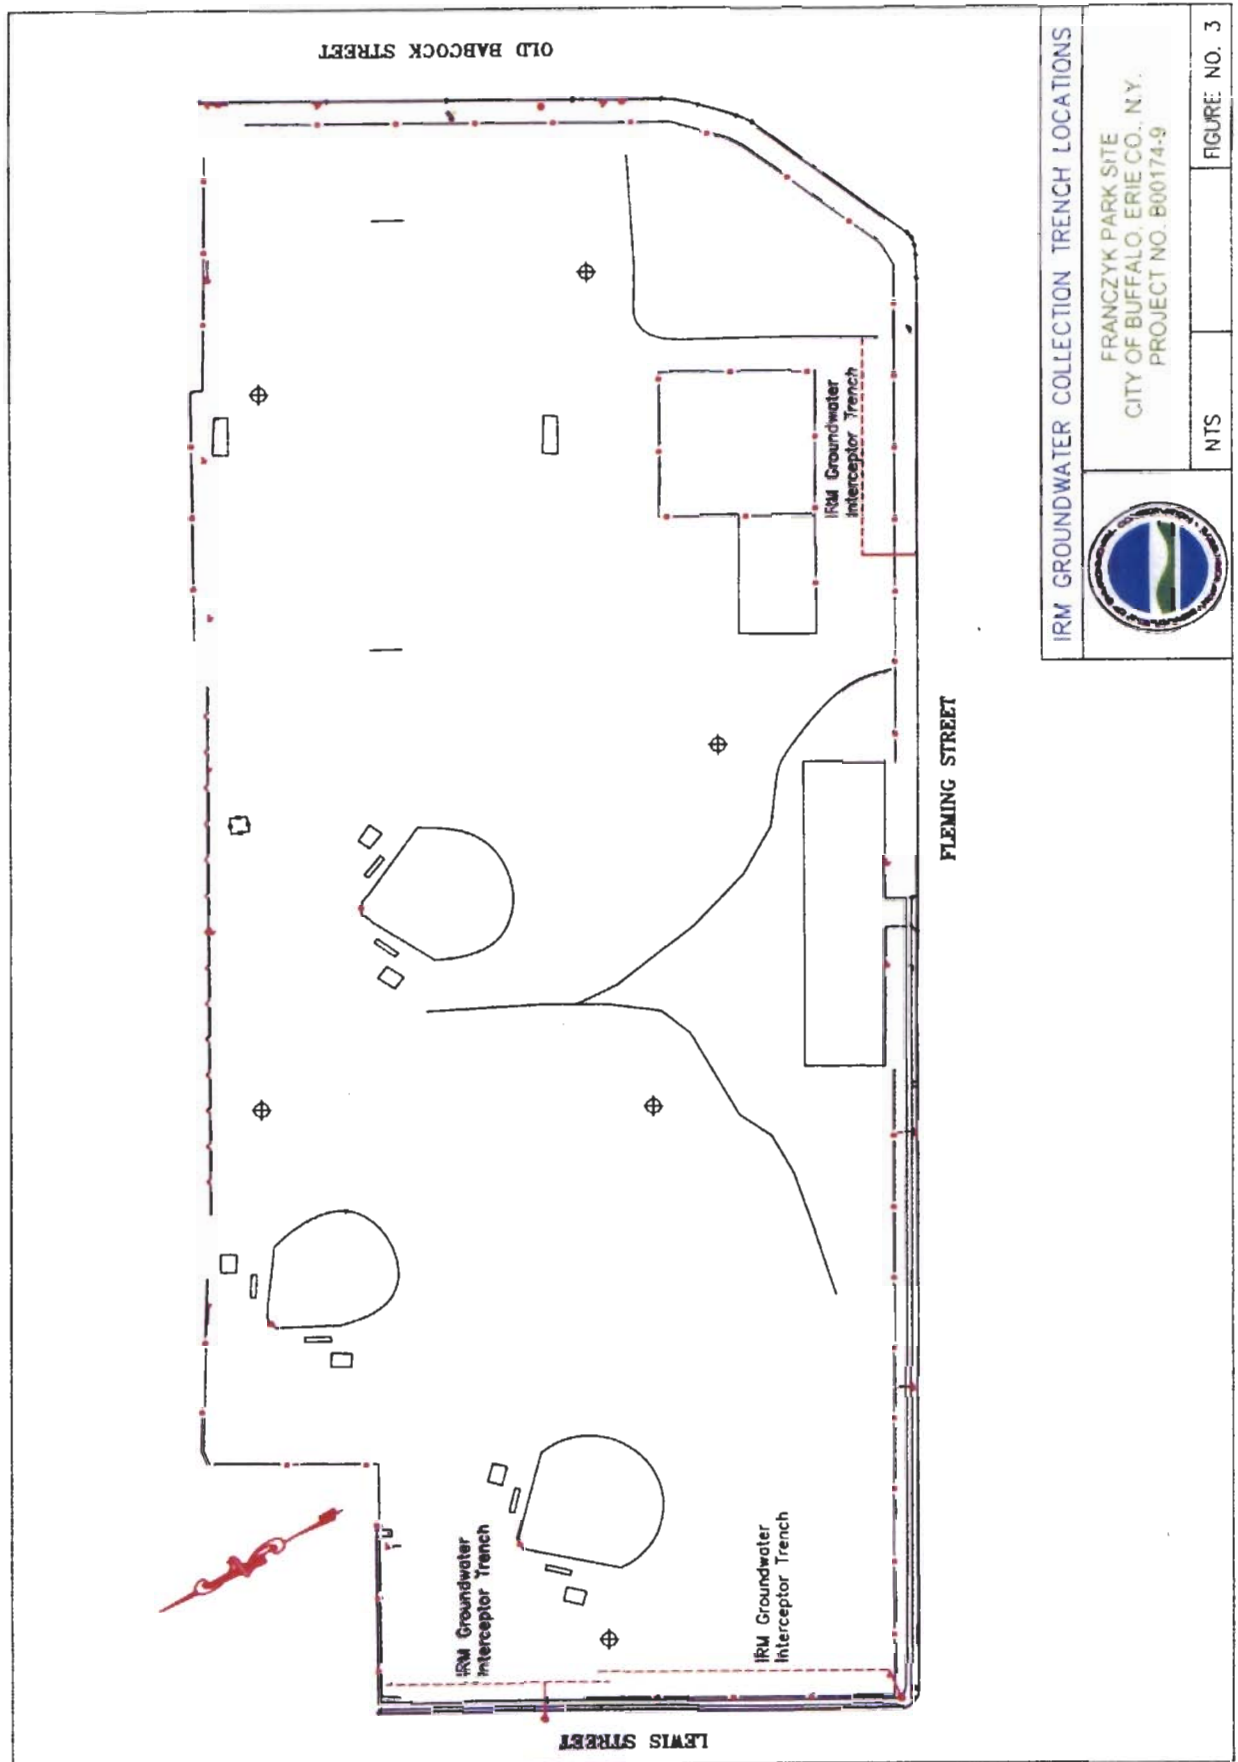 OLD BABCOCK STREET
IRM Groundwater
Interceptor Trench
FLEMING STREET
IRM Groundwater
Interceptor Trench
IRM Groundwater
Interceptor Trench
LEWIS STREET
IRM GROUNDWATER COLLECTION TRENCH LOCATIONS
FRANCZYK PARK SITE
CITY OF BUFFALO, ERIE CO., N.Y.
PROJECT NO. B00174-9
NTS
FIGURE NO. 3